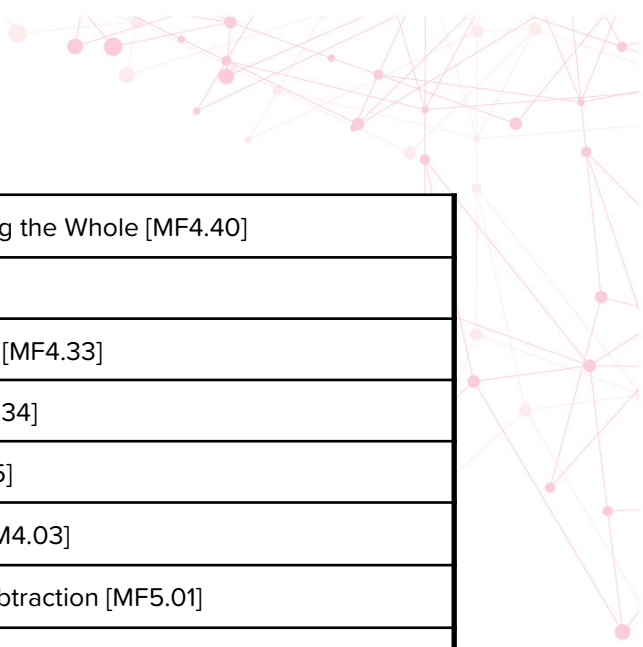 g the Whole [MF4.40]
[MF4.33]
34]
5]
M4.03]
btraction [MF5.01]